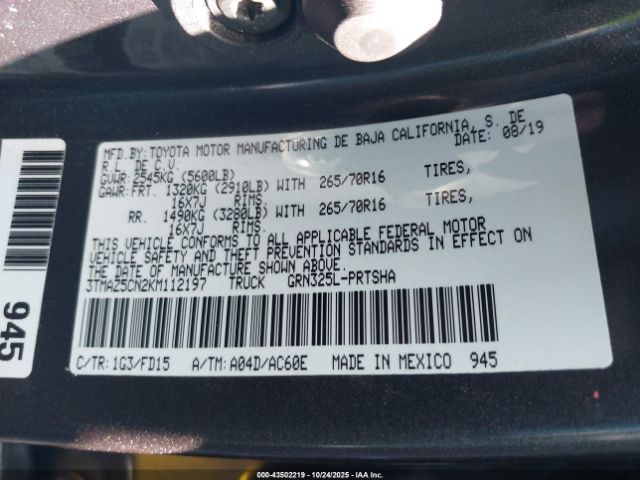 MFD.BY: TOYOTA MOTOR MANUFACTURING DE BAJA CALIFORNIA, S. DE
R.L. DE C.V. DATE: 08/19
GVWR: 2545KG (5600LB)
GAWR: FRT. 1320KG (2910LB) WITH 265/70R16 TIRES,
16X7J RIMS.
RR. 1490KG (3280LB) WITH 265/70R16 TIRES,
16X7J RIMS.
THIS VEHICLE CONFORMS TO ALL APPLICABLE FEDERAL MOTOR
VEHICLE SAFETY AND THEFT PREVENTION STANDARDS IN EFFECT ON
THE DATE OF MANUFACTURE SHOWN ABOVE.
3TMAZ5CN2KM112197 TRUCK GRN325L-PRTSHA
C/TR: 1G3/FD15 A/TM: A04D/AC60E MADE IN MEXICO 945
945
000-43502219 - 10/24/2025 - IAAI.com